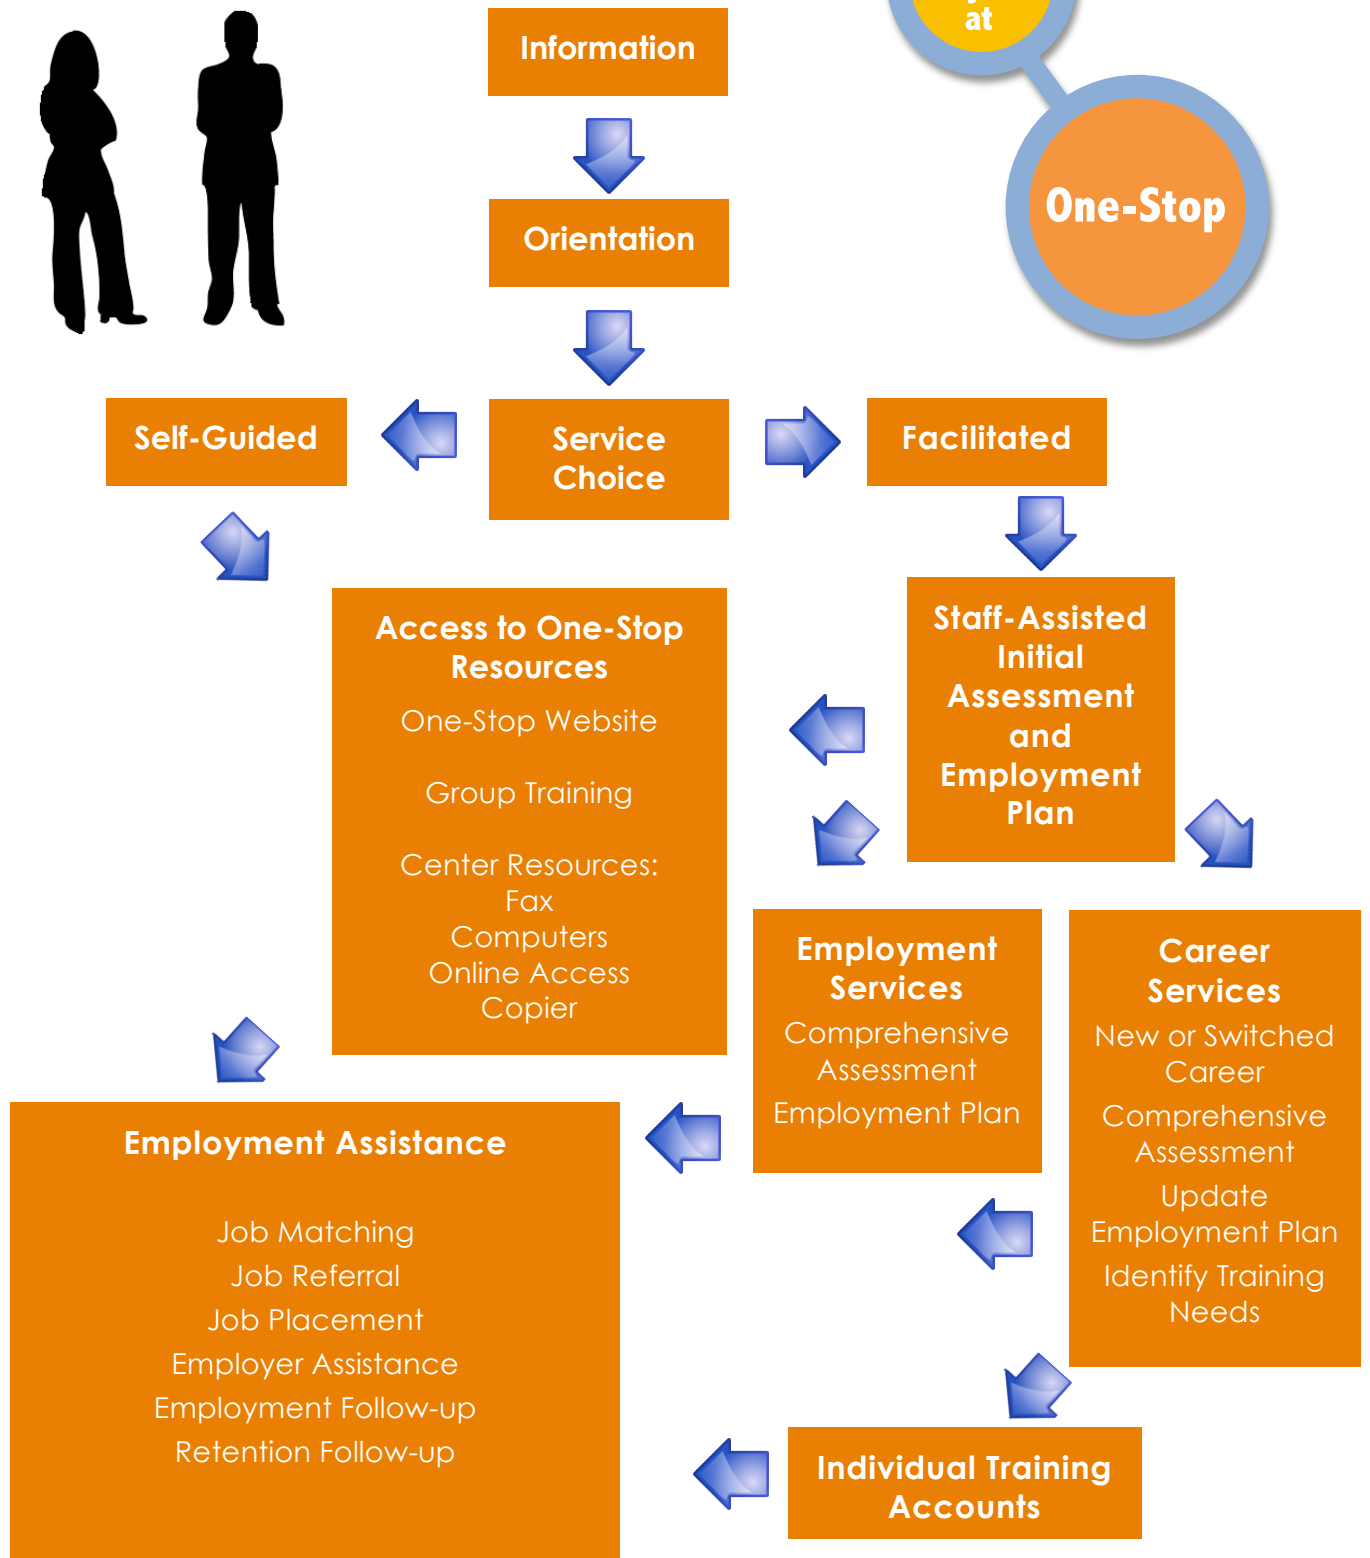 at
One-Stop
Information
Orientation
Self-Guided
Service
Choice
Facilitated
Access to One-Stop
Resources
One-Stop Website
Group Training
Center Resources:
Fax
Computers
Online Access
Copier
Staff-Assisted
Initial
Assessment
and
Employment
Plan
Employment
Services
Comprehensive
Assessment
Employment Plan
Career
Services
New or Switched
Career
Comprehensive
Assessment
Update
Employment Plan
Identify Training
Needs
Employment Assistance
Job Matching
Job Referral
Job Placement
Employer Assistance
Employment Follow-up
Retention Follow-up
Individual Training
Accounts